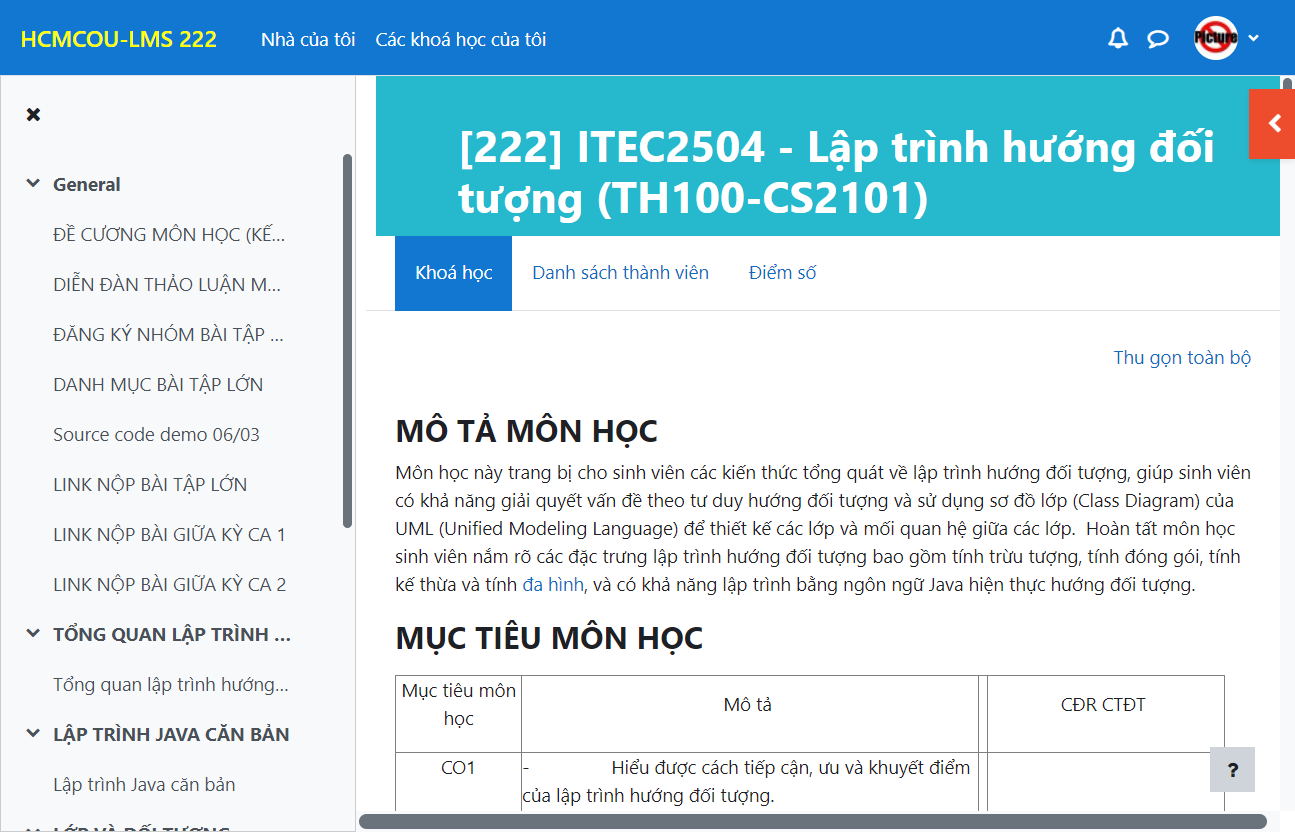 HCMCOU-LMS 222
Nhà của tôi
Các khoá học của tôi
Picture
General
ĐỀ CƯƠNG MÔN HỌC (KẾ...
DIỄN ĐÀN THẢO LUẬN M...
ĐĂNG KÝ NHÓM BÀI TẬP ...
DANH MỤC BÀI TẬP LỚN
Source code demo 06/03
LINK NỘP BÀI TẬP LỚN
LINK NỘP BÀI GIỮA KỲ CA 1
LINK NỘP BÀI GIỮA KỲ CA 2
TỔNG QUAN LẬP TRÌNH ...
Tổng quan lập trình hướng...
LẬP TRÌNH JAVA CĂN BẢN
Lập trình Java căn bản
LỚP VÀ ĐỐI TƯỢNG
[222] ITEC2504 - Lập trình hướng đối
tượng (TH100-CS2101)
Khoá học
Danh sách thành viên
Điểm số
Thu gọn toàn bộ
MÔ TẢ MÔN HỌC
Môn học này trang bị cho sinh viên các kiến thức tổng quát về lập trình hướng đối tượng, giúp sinh viên
có khả năng giải quyết vấn đề theo tư duy hướng đối tượng và sử dụng sơ đồ lớp (Class Diagram) của
UML (Unified Modeling Language) để thiết kế các lớp và mối quan hệ giữa các lớp.  Hoàn tất môn học
sinh viên nắm rõ các đặc trưng lập trình hướng đối tượng bao gồm tính trừu tượng, tính đóng gói, tính
kế thừa và tính đa hình, và có khả năng lập trình bằng ngôn ngữ Java hiện thực hướng đối tượng.
MỤC TIÊU MÔN HỌC
Mục tiêu môn
học
Mô tả
CĐR CTĐT
CO1
- Hiểu được cách tiếp cận, ưu và khuyết điểm
của lập trình hướng đối tượng.
?